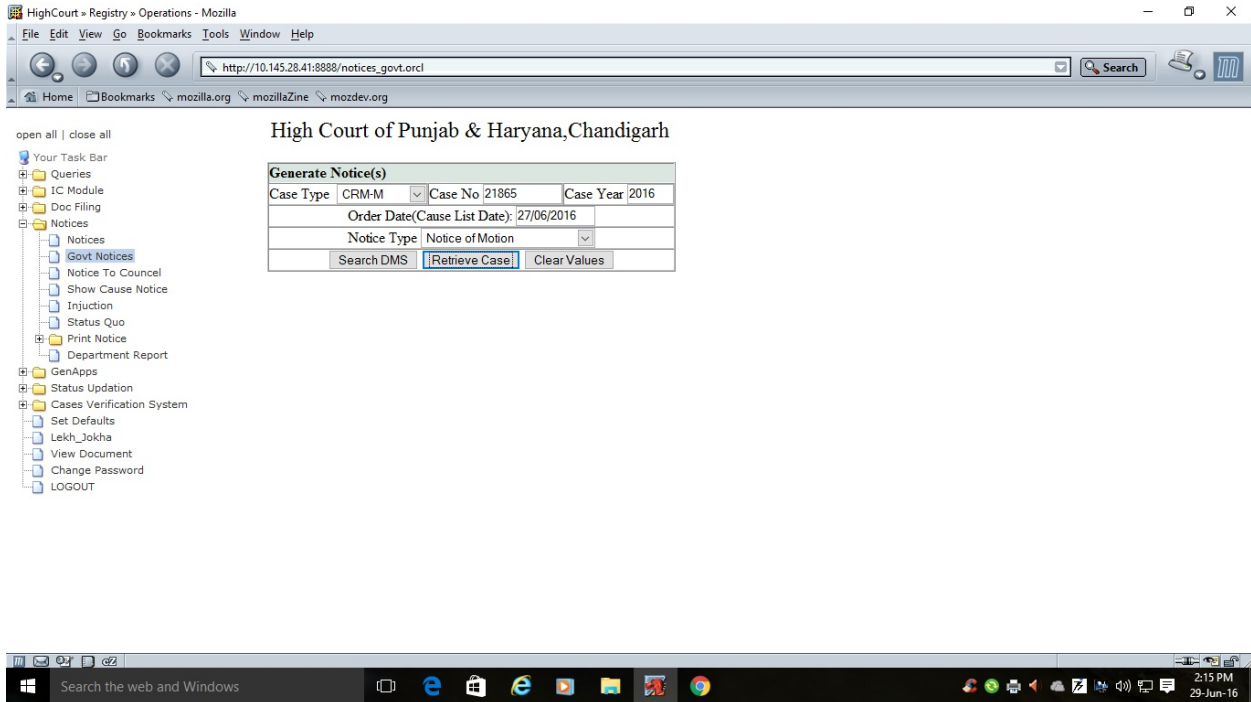 HighCourt » Registry » Operations - Mozilla
File Edit View Go Bookmarks Tools Window Help
http://10.145.28.41:8888/notices_govt.orcl
Search
Home Bookmarks mozilla.org mozillaZine mozdev.org
open all | close all
Your Task Bar
Queries
IC Module
Doc Filing
Notices
Notices
Govt Notices
Notice To Councel
Show Cause Notice
Injuction
Status Quo
Print Notice
Department Report
GenApps
Status Updation
Cases Verification System
Set Defaults
Lekh_Jokha
View Document
Change Password
LOGOUT
High Court of Punjab & Haryana,Chandigarh
Generate Notice(s)
Case Type CRM-M Case No 21865 Case Year 2016
Order Date(Cause List Date): 27/06/2016
Notice Type Notice of Motion
Search DMS Retrieve Case Clear Values
Search the web and Windows
2:15 PM
29-Jun-16